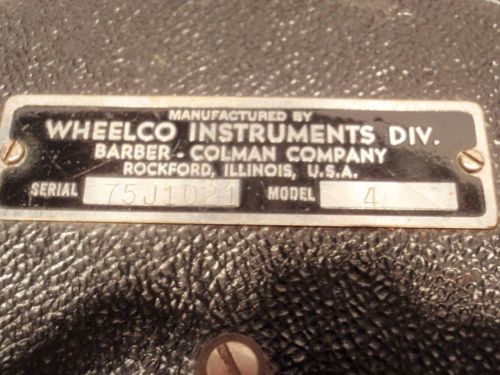 MANUFACTURED BY
WHEELCO INSTRUMENTS DIV.
BARBER - COLMAN COMPANY
ROCKFORD, ILLINOIS, U.S.A.
SERIAL 75J1021 MODEL 4